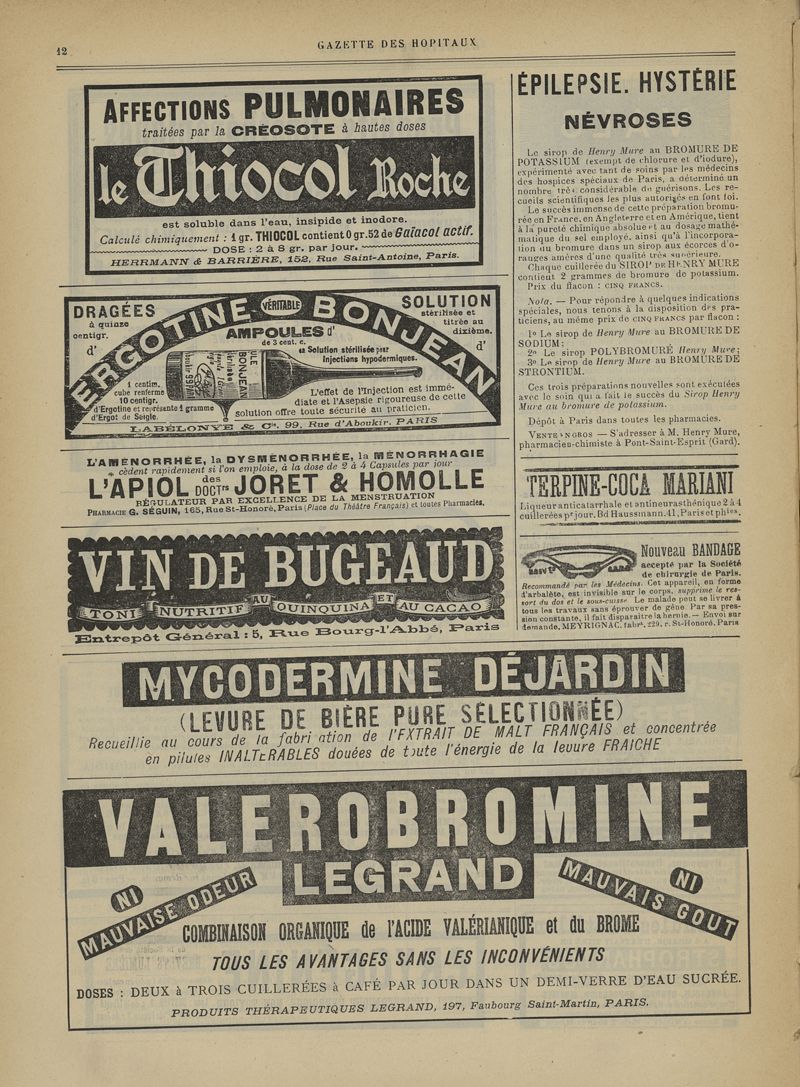 12
GAZETTE DES HOPITAUX
AFFECTIONS PULMONAIRES
traitées par la CRÉOSOTE à hautes doses
le Thiocol Roche
est soluble dans l'eau, insipide et inodore.
Calculé chimiquement : 1 gr. THIOCOL contient 0 gr. 52 de Gaïacol actif.
DOSE : 2 à 8 gr. par jour.
HERRMANN & BARRIÈRE, 152, Rue Saint-Antoine, Paris.
DRAGÉES
à quinze
centigr.
d'
VÉRITABLE
SOLUTION
stérilisée et
titrée au
dixième.
d'
ERGOTINE BONJEAN
AMPOULES d'
de 3 cent. c.
Solution stérilisée pour
Injections hypodermiques.
BONJEAN
1 centim.
cube renferme
10 centigr.
d'Ergotine et représente 1 gramme
d'Ergot de Seigle.
L'effet de l'Injection est immé-
diate et l'Asepsie rigoureuse de cette
solution offre toute sécurité au praticien.
LABÉLONYE & Cie, 99, Rue d'Aboukir, PARIS
L'AMÉNORRHÉE, la DYSMÉNORRHÉE, la MÉNORRHAGIE
cèdent rapidement si l'on emploie, à la dose de 2 à 4 Capsules par jour
L'APIOL des DOCTrs JORET & HOMOLLE
RÉGULATEUR PAR EXCELLENCE DE LA MENSTRUATION
PHARMACIE G. SÉGUIN, 165, Rue St-Honoré, Paris (Place du Théâtre Français) et toutes Pharmacies.
VIN DE BUGEAUD
TONI-NUTRITIF AU QUINQUINA ET AU CACAO
Entrepôt Général : 5, Rue Bourg-l'Abbé, Paris
ÉPILEPSIE. HYSTÉRIE
NÉVROSES
Le sirop de Henry Mure au BROMURE DE
POTASSIUM (exempt de chlorure et d'iodure),
expérimenté avec tant de soins par les médecins
des hospices spéciaux de Paris, a déterminé un
nombre très considérable de guérisons. Les re-
cueils scientifiques les plus autorisés en font foi.
Le succès immense de cette préparation bromu-
rée en France, en Angleterre et en Amérique, tient
à la pureté chimique absolue et au dosage mathé-
matique du sel employé, ainsi qu'à l'incorpora-
tion du bromure dans un sirop aux écorces d'o-
ranges amères d'une qualité très supérieure.
Chaque cuillerée du SIROP DE HENRY MURE
contient 2 grammes de bromure de potassium.
Prix du flacon : CINQ FRANCS.
Nota. — Pour répondre à quelques indications
spéciales, nous tenons à la disposition des pra-
ticiens, au même prix de CINQ FRANCS par flacon :
1o Le sirop de Henry Mure au BROMURE DE
SODIUM;
2o Le sirop POLYBROMURÉ Henry Mure;
3o Le sirop de Henry Mure au BROMURE DE
STRONTIUM.
Ces trois préparations nouvelles sont exécutées
avec le soin qui a fait le succès du Sirop Henry
Mure au bromure de potassium.
Dépôt à Paris dans toutes les pharmacies.
VENTE EN GROS — S'adresser à M. Henry Mure,
pharmacien-chimiste à Pont-Saint-Esprit (Gard).
TERPINE-COCA MARIANI
Liqueur anticatarrhale et antineurasthénique 2 à 4
cuillerées pr jour. Bd Haussmann. 41, Paris et phies.
Nouveau BANDAGE
accepté par la Société
de chirurgie de Paris.
Recommandé par les Médecins. Cet appareil, en forme
d'arbalète, est invisible sur le corps, supprime le res-
sort du dos et le sous-cuisse. Le malade peut se livrer à
tous les travaux sans éprouver de gêne. Par sa pres-
sion constante, il fait disparaître la hernie. — Envoi sur
demande. MEYRIGNAC, fabt, 229, r. St-Honoré, Paris
MYCODERMINE DÉJARDIN
(LEVURE DE BIÈRE PURE SÉLECTIONNÉE)
Recueillie au cours de la fabrication de l'EXTRAIT DE MALT FRANÇAIS et concentrée
en pilules INALTÉRABLES douées de toute l'énergie de la levure FRAICHE
VALEROBROMINE
LEGRAND
NI
MAUVAISE ODEUR
NI
MAUVAIS GOUT
COMBINAISON ORGANIQUE de l'ACIDE VALÉRIANIQUE et du BROME
TOUS LES AVANTAGES SANS LES INCONVÉNIENTS
DOSES : DEUX à TROIS CUILLERÉES à CAFÉ PAR JOUR DANS UN DEMI-VERRE D'EAU SUCRÉE.
PRODUITS THÉRAPEUTIQUES LEGRAND, 197, Faubourg Saint-Martin, PARIS.